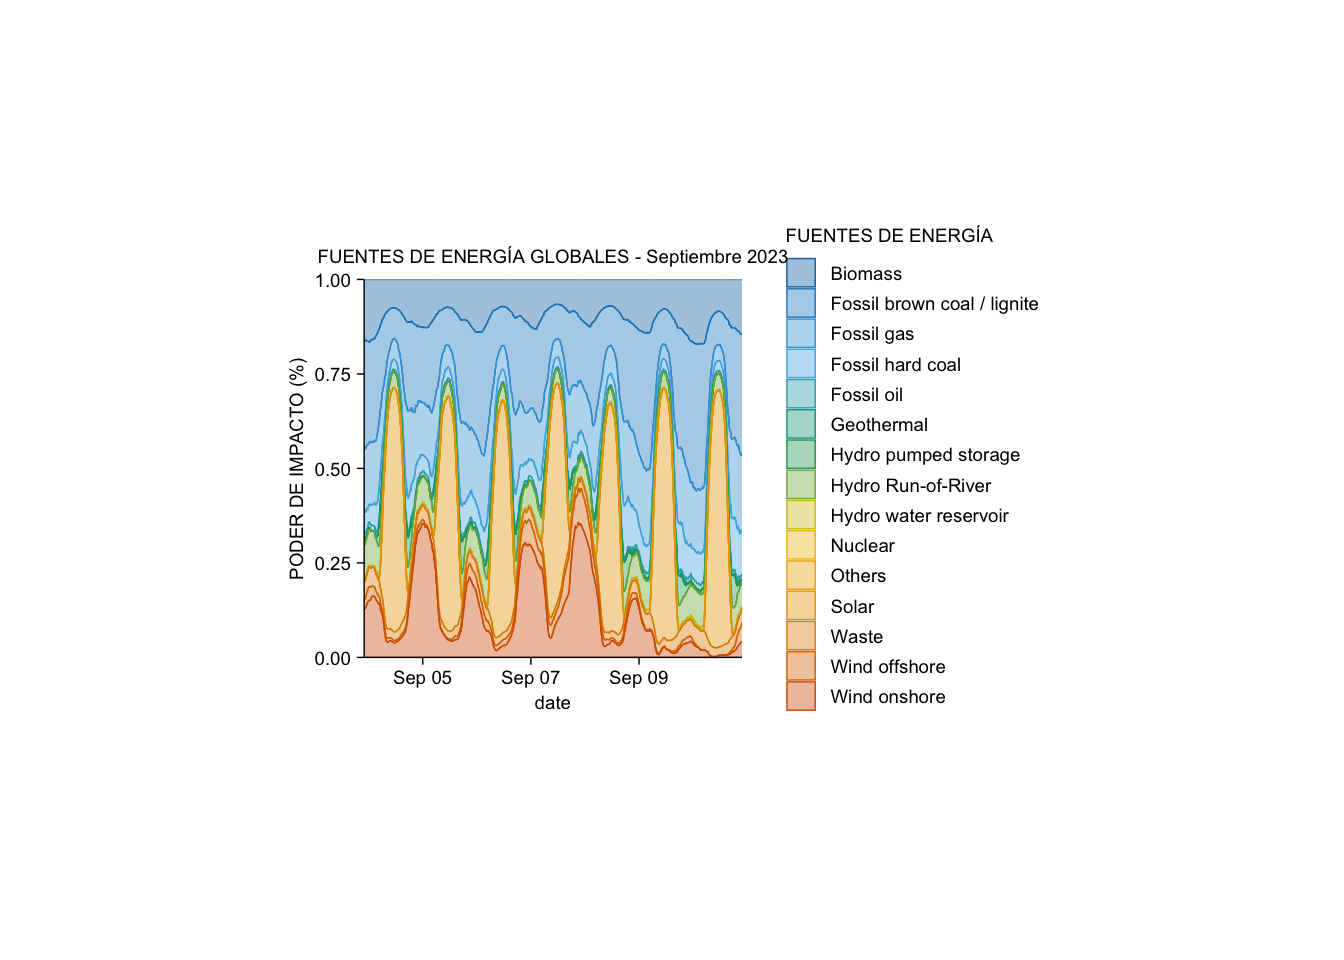 FUENTES DE ENERGÍA GLOBALES - Septiembre 2023
PODER DE IMPACTO (%)
1.00
0.75
0.50
0.25
0.00
Sep 05
Sep 07
Sep 09
date
FUENTES DE ENERGÍA
Biomass
Fossil brown coal / lignite
Fossil gas
Fossil hard coal
Fossil oil
Geothermal
Hydro pumped storage
Hydro Run-of-River
Hydro water reservoir
Nuclear
Others
Solar
Waste
Wind offshore
Wind onshore